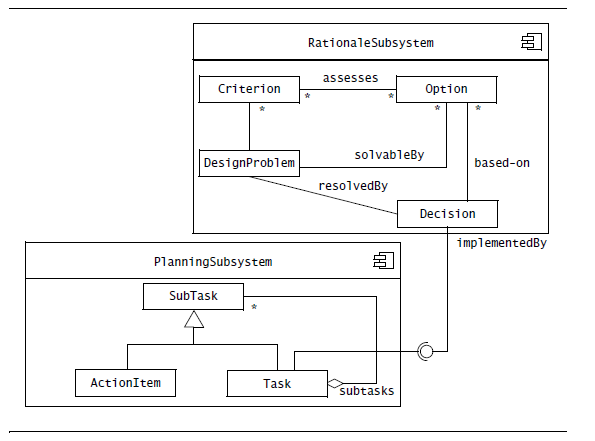 RationaleSubsystem
assesses
Criterion
Option
*
*
*
*
*
solvableBy
DesignProblem
based-on
resolvedBy
Decision
implementedBy
PlanningSubsystem
SubTask
*
ActionItem
Task
subtasks